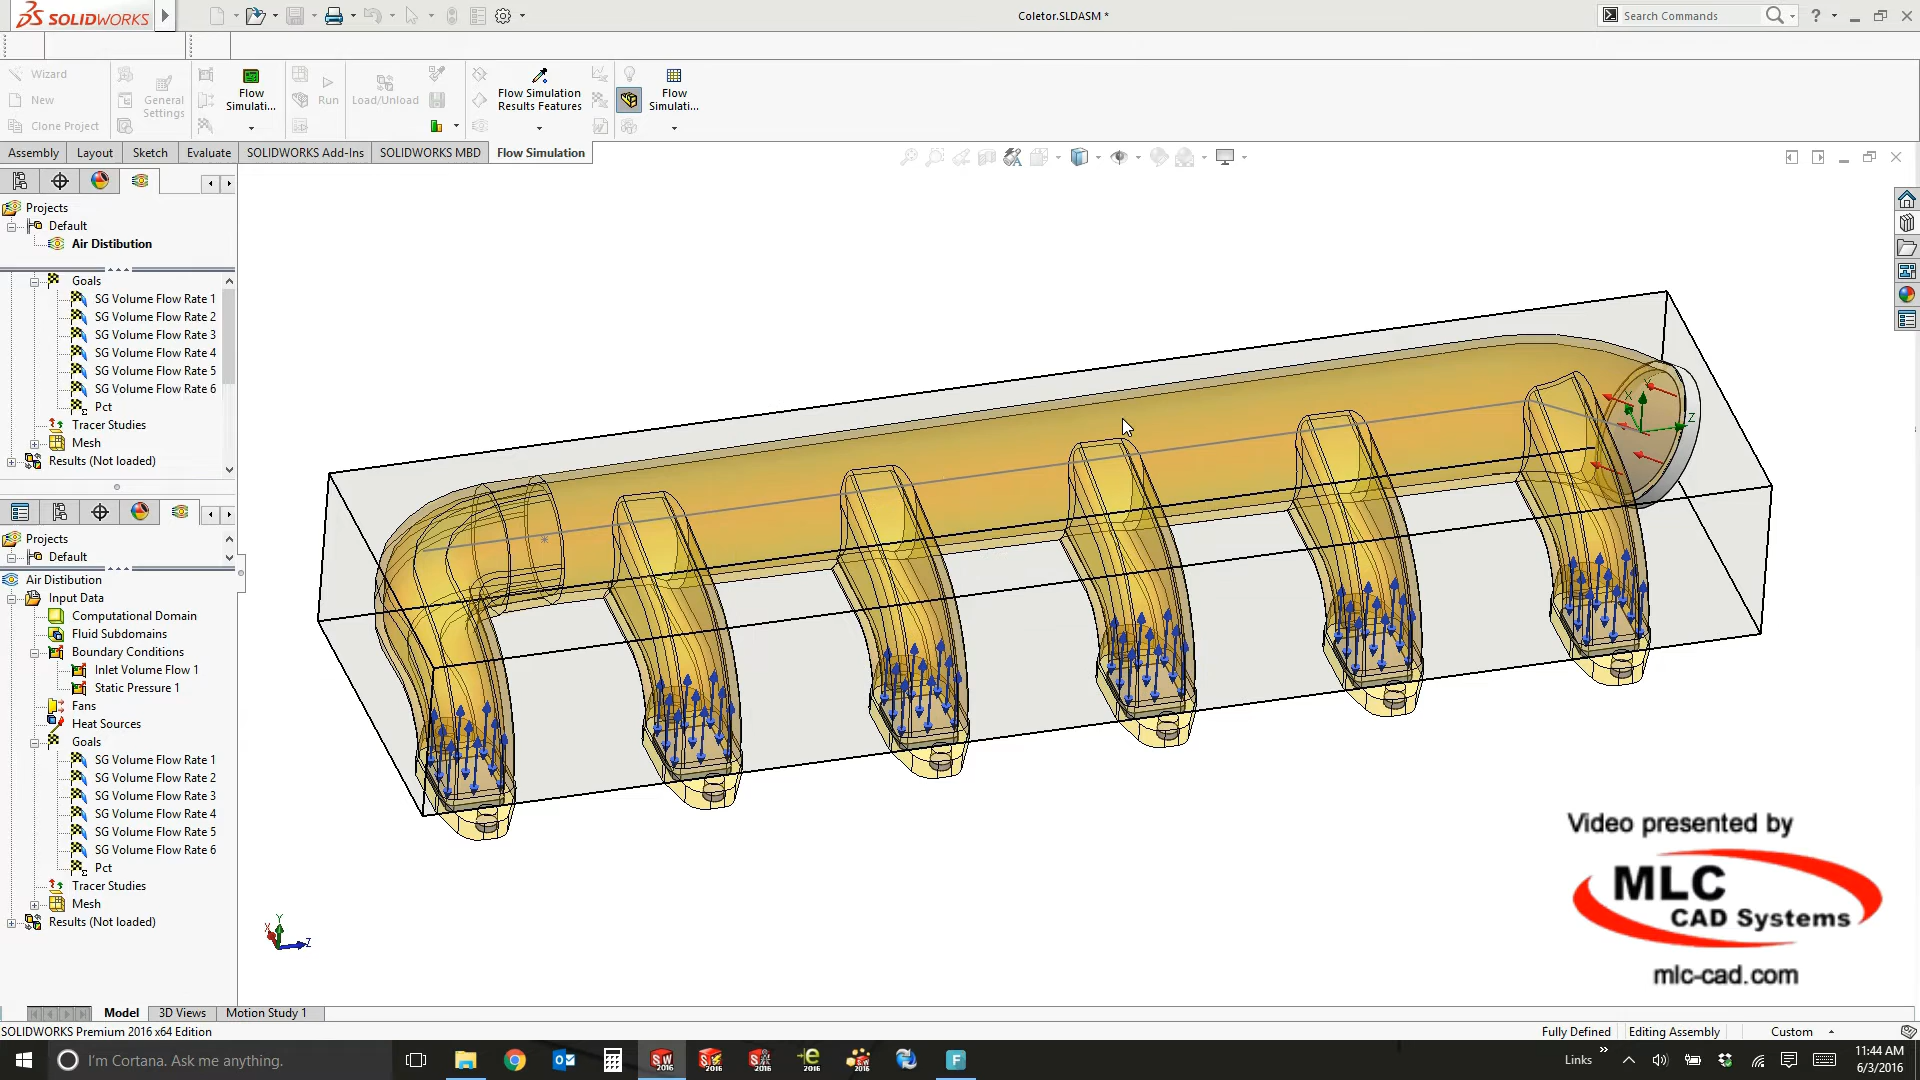 SOLIDWORKS
Coletor.SLDASM *
Search Commands
Wizard
New
Clone Project
General Settings
Flow Simulati...
Run
Load/Unload
Flow Simulation Results Features
Flow Simulati...
Assembly
Layout
Sketch
Evaluate
SOLIDWORKS Add-Ins
SOLIDWORKS MBD
Flow Simulation
Projects
Default
Air Distibution
Goals
SG Volume Flow Rate 1
SG Volume Flow Rate 2
SG Volume Flow Rate 3
SG Volume Flow Rate 4
SG Volume Flow Rate 5
SG Volume Flow Rate 6
Pct
Tracer Studies
Mesh
Results (Not loaded)
Projects
Default
Air Distibution
Input Data
Computational Domain
Fluid Subdomains
Boundary Conditions
Inlet Volume Flow 1
Static Pressure 1
Fans
Heat Sources
Goals
SG Volume Flow Rate 1
SG Volume Flow Rate 2
SG Volume Flow Rate 3
SG Volume Flow Rate 4
SG Volume Flow Rate 5
SG Volume Flow Rate 6
Pct
Tracer Studies
Mesh
Results (Not loaded)
X
Y
Z
X
Y
Z
Video presented by
MLC
CAD Systems
mlc-cad.com
Model
3D Views
Motion Study 1
SOLIDWORKS Premium 2016 x64 Edition
Fully Defined
Editing Assembly
Custom
I'm Cortana. Ask me anything.
Links
11:44 AM
6/3/2016